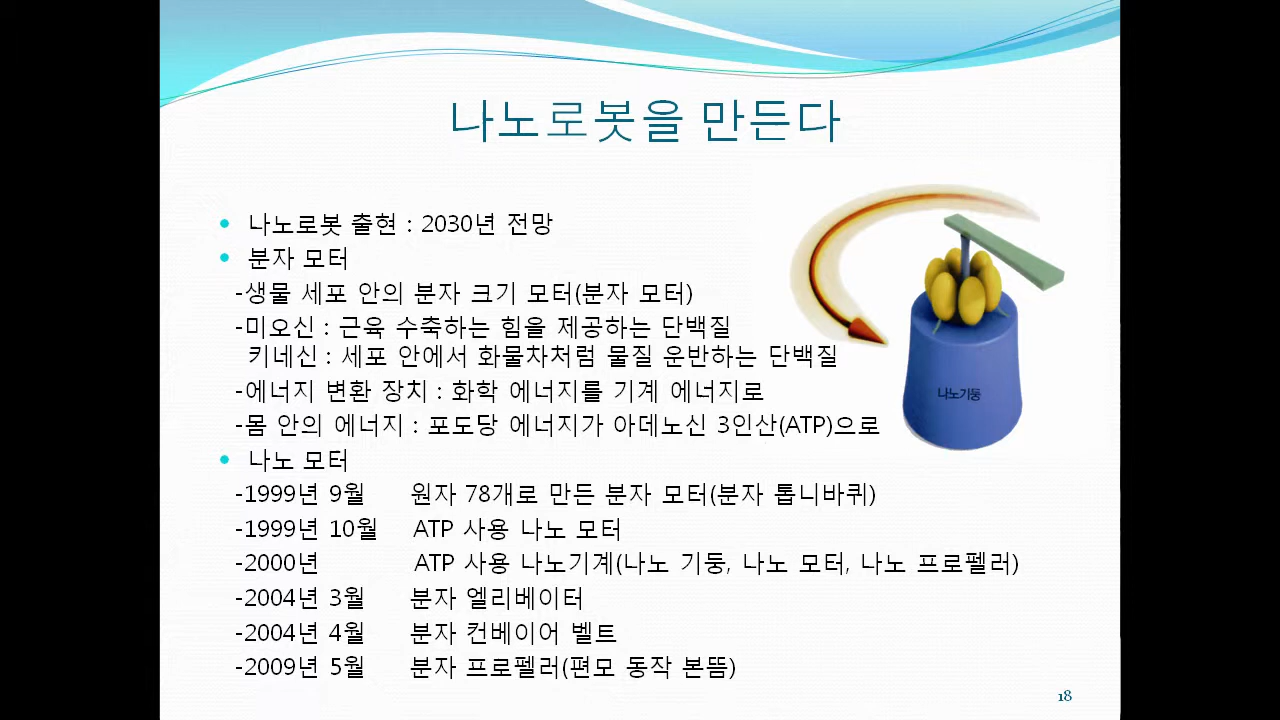 나노로봇을 만든다
• 나노로봇 출현 : 2030년 전망
• 분자 모터
-생물 세포 안의 분자 크기 모터(분자 모터)
-미오신 : 근육 수축하는 힘을 제공하는 단백질
키네신 : 세포 안에서 화물차처럼 물질 운반하는 단백질
-에너지 변환 장치 : 화학 에너지를 기계 에너지로
-몸 안의 에너지 : 포도당 에너지가 아데노신 3인산(ATP)으로
나노기둥
• 나노 모터
-1999년 9월 원자 78개로 만든 분자 모터(분자 톱니바퀴)
-1999년 10월 ATP 사용 나노 모터
-2000년 ATP 사용 나노기계(나노 기둥, 나노 모터, 나노 프로펠러)
-2004년 3월 분자 엘리베이터
-2004년 4월 분자 컨베이어 벨트
-2009년 5월 분자 프로펠러(편모 동작 본뜸)
18